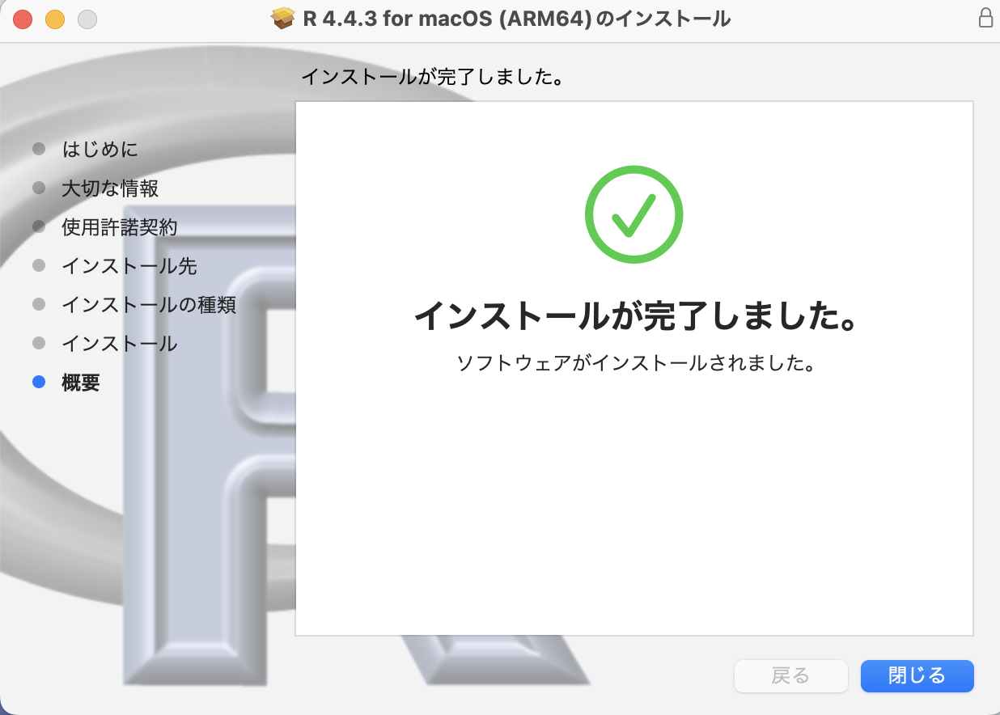 R 4.4.3 for macOS (ARM64)のインストール
インストールが完了しました。
はじめに
大切な情報
使用許諾契約
インストール先
インストールの種類
インストール
概要
インストールが完了しました。
ソフトウェアがインストールされました。
戻る
閉じる